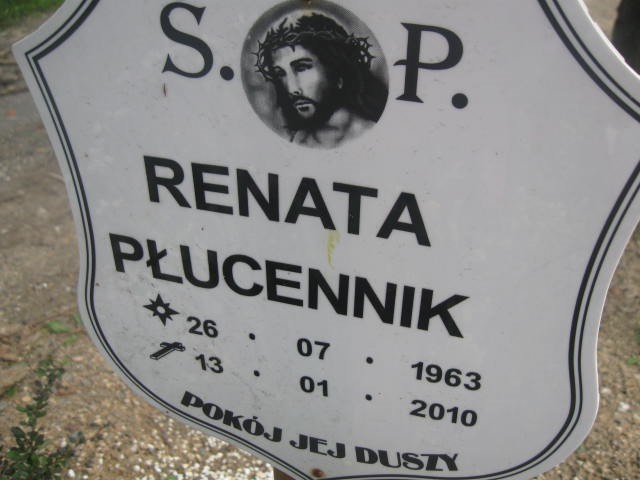 S. P.
RENATA
PŁUCENNIK
26 . 07 . 1963
13 . 01 . 2010
POKÓJ JEJ DUSZY